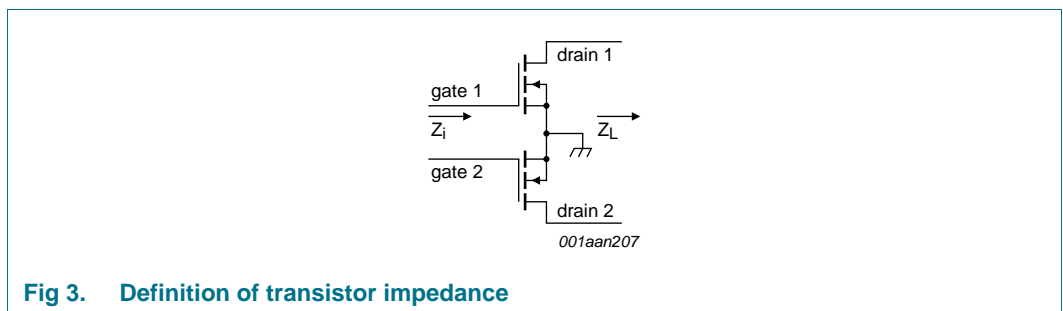 drain 1
gate 1
Zi
ZL
gate 2
drain 2
001aan207
Fig 3. Definition of transistor impedance